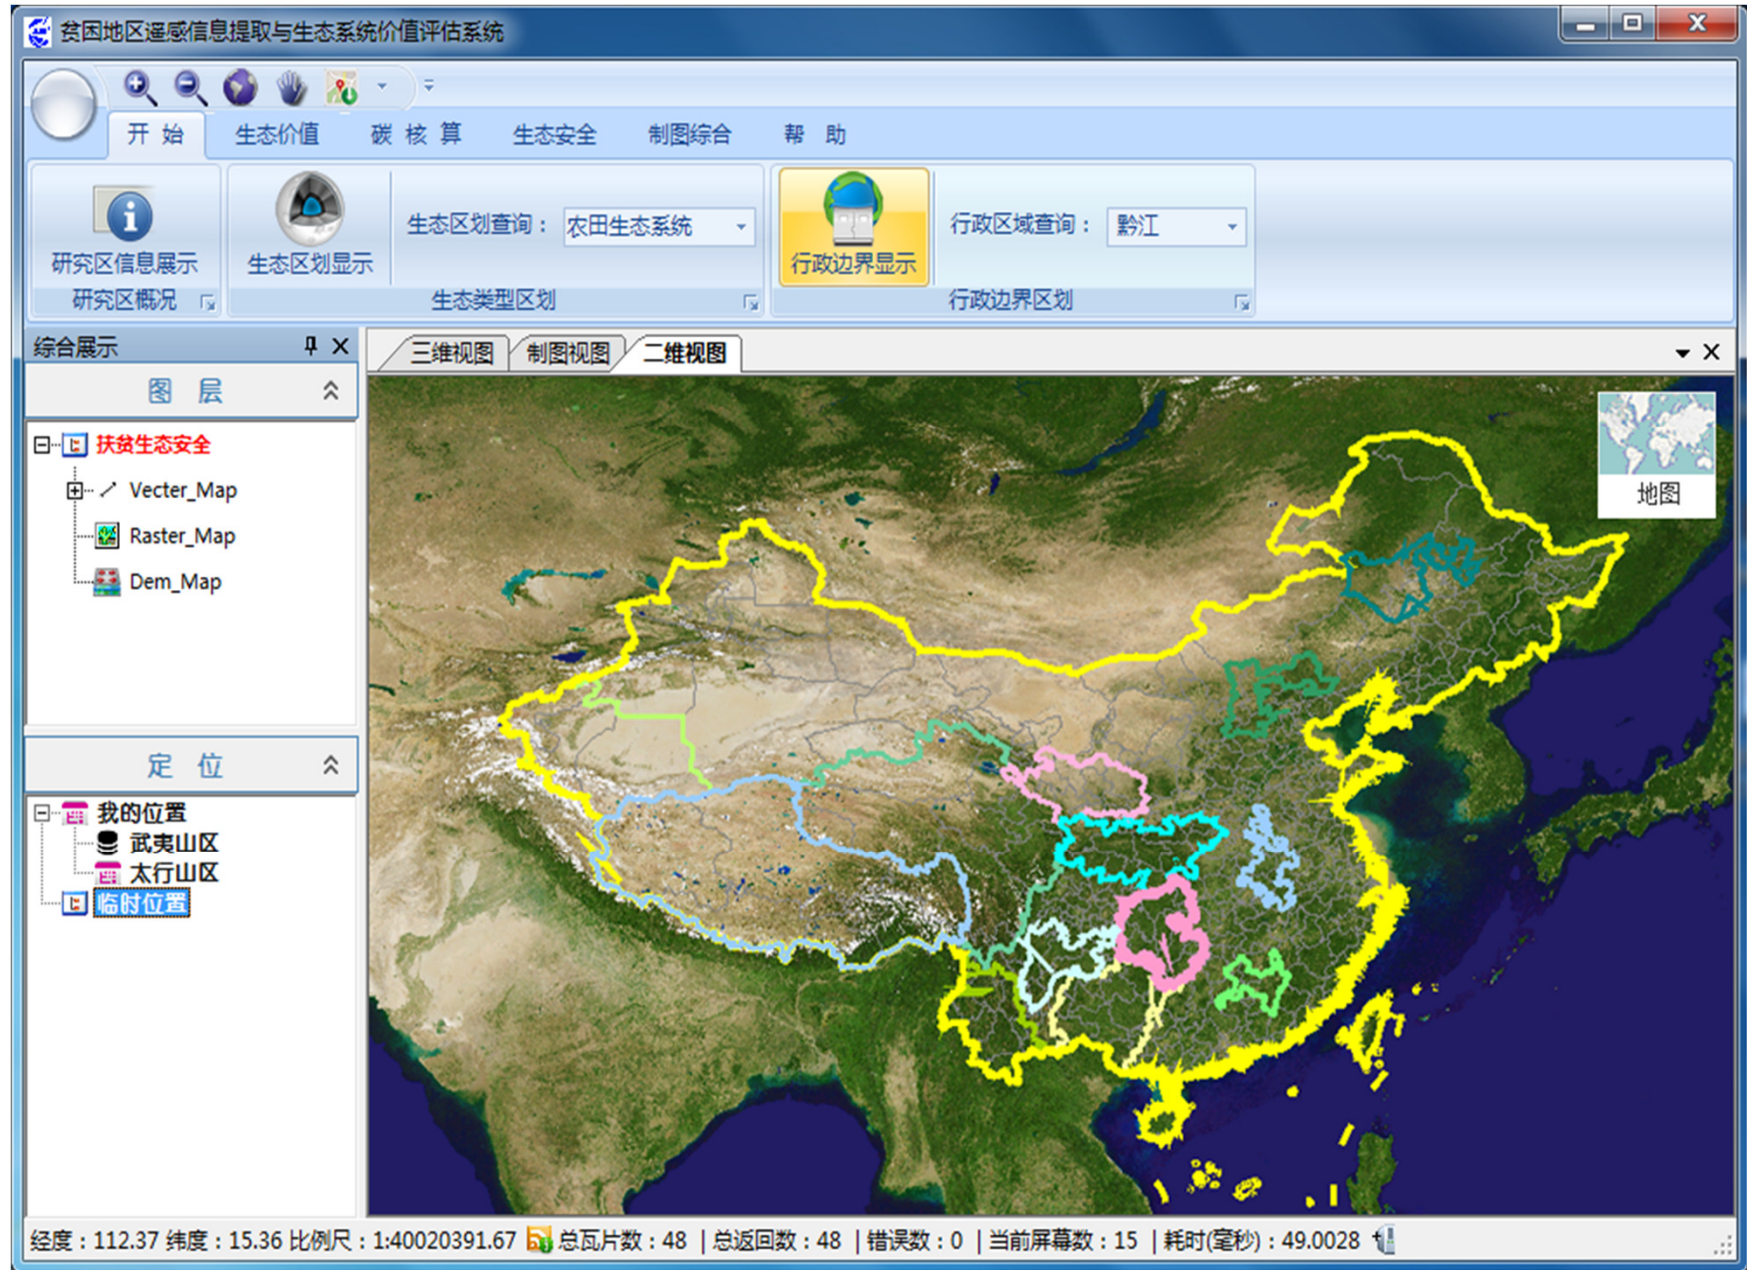 贫困地区遥感信息提取与生态系统价值评估系统
开 始 生态价值 碳 核 算 生态安全 制图综合 帮 助
研究区信息展示 生态区划显示 生态区划查询： 农田生态系统 行政边界显示 行政区域查询： 黔江
研究区概况 生态类型区划 行政边界区划
综合展示
三维视图 制图视图 二维视图
图 层
扶贫生态安全
Vecter_Map
Raster_Map
Dem_Map
地图
定 位
我的位置
武夷山区
太行山区
临时位置
经度：112.37 纬度：15.36 比例尺：1:40020391.67 总瓦片数：48 | 总返回数：48 | 错误数：0 | 当前屏幕数：15 | 耗时(毫秒)：49.0028